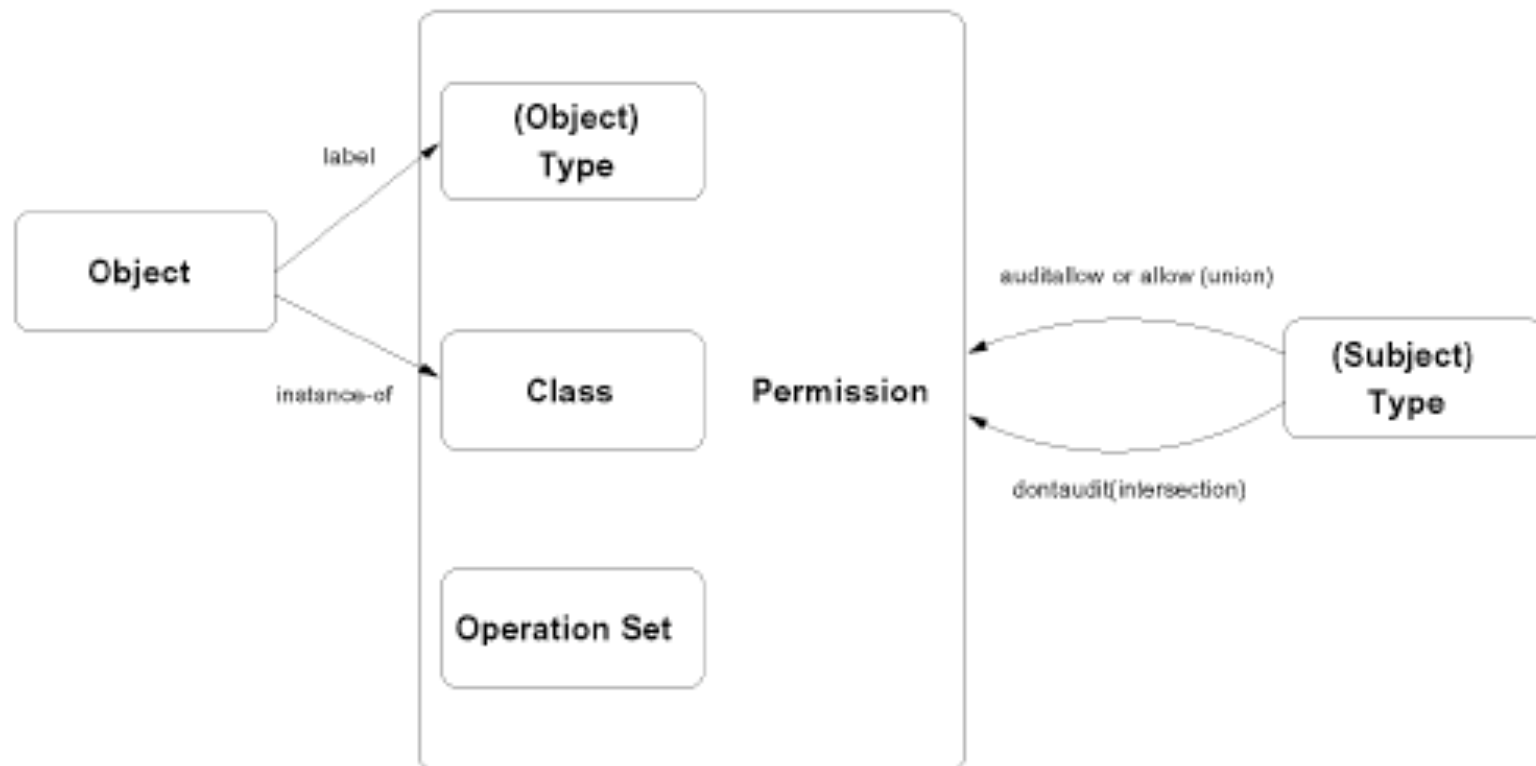 (Object)
Type
label
Object
auditallow or allow (union)
(Subject)
Type
instance-of
Class
Permission
dontaudit(intersection)
Operation Set